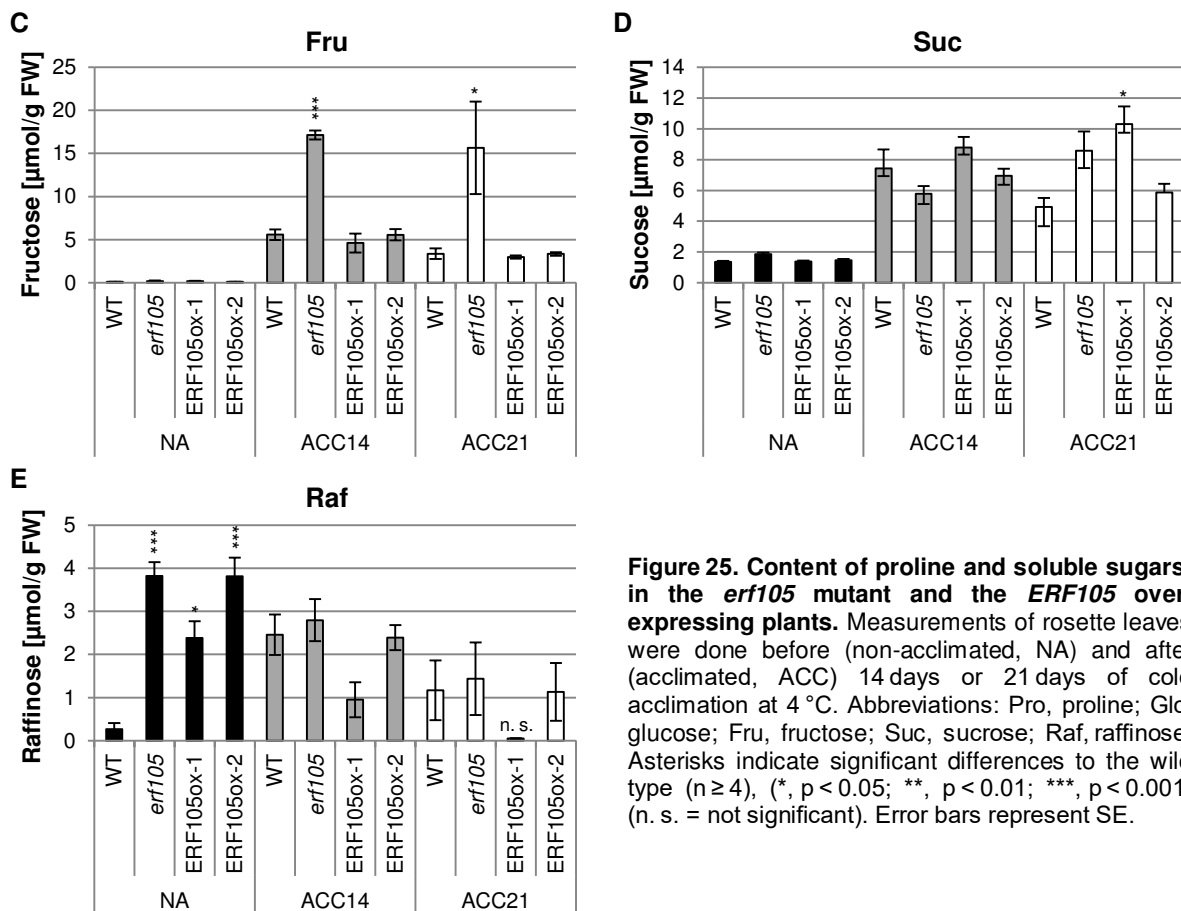 C
Fru
Fructose [µmol/g FW]
25
20
15
10
5
0
***
*
WT
erf105
ERF105ox-1
ERF105ox-2
WT
erf105
ERF105ox-1
ERF105ox-2
WT
erf105
ERF105ox-1
ERF105ox-2
NA
ACC14
ACC21
D
Suc
Sucose [µmol/g FW]
14
12
10
8
6
4
2
0
*
WT
erf105
ERF105ox-1
ERF105ox-2
WT
erf105
ERF105ox-1
ERF105ox-2
WT
erf105
ERF105ox-1
ERF105ox-2
NA
ACC14
ACC21
E
Raf
Raffinose [µmol/g FW]
5
4
3
2
1
0
***
*
***
n. s.
WT
erf105
ERF105ox-1
ERF105ox-2
WT
erf105
ERF105ox-1
ERF105ox-2
WT
erf105
ERF105ox-1
ERF105ox-2
NA
ACC14
ACC21
Figure 25. Content of proline and soluble sugars
in the erf105 mutant and the ERF105 over
expressing plants. Measurements of rosette leaves
were done before (non-acclimated, NA) and afte
(acclimated, ACC) 14 days or 21 days of col
acclimation at 4 °C. Abbreviations: Pro, proline; Glc
glucose; Fru, fructose; Suc, sucrose; Raf, raffinose
Asterisks indicate significant differences to the wil
type (n ≥ 4), (*, p < 0.05; **, p < 0.01; ***, p < 0.001
(n. s. = not significant). Error bars represent SE.